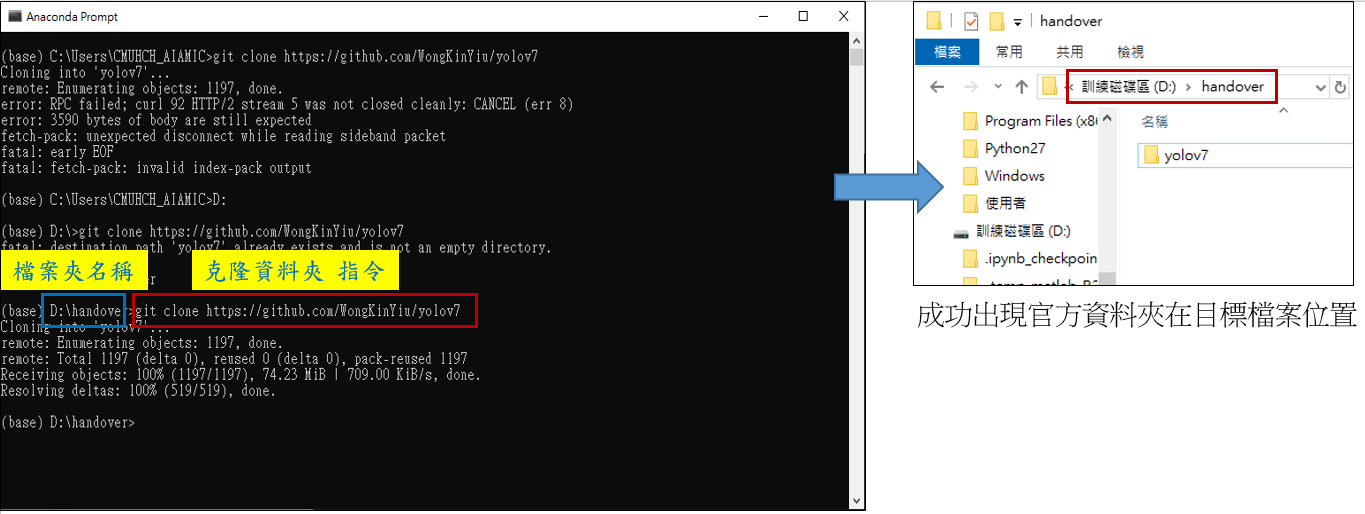 Anaconda Prompt
(base) C:\Users\CMUHCH_AIAMIC>git clone https://github.com/WongKinYiu/yolov7
Cloning into 'yolov7'...
remote: Enumerating objects: 1197, done.
error: RPC failed; curl 92 HTTP/2 stream 5 was not closed cleanly: CANCEL (err 8)
error: 3590 bytes of body are still expected
fetch-pack: unexpected disconnect while reading sideband packet
fatal: early EOF
fatal: fetch-pack: invalid index-pack output
(base) C:\Users\CMUHCH_AIAMIC>D:
(base) D:\>git clone https://github.com/WongKinYiu/yolov7
fatal: destination path 'yolov7' already exists and is not an empty directory.
檔案夾名稱
克隆資料夾 指令
er
(base) D:\handover>git clone https://github.com/WongKinYiu/yolov7
Cloning into 'yolov7'...
remote: Enumerating objects: 1197, done.
remote: Total 1197 (delta 0), reused 0 (delta 0), pack-reused 1197
Receiving objects: 100% (1197/1197), 74.23 MiB | 709.00 KiB/s, done.
Resolving deltas: 100% (519/519), done.
(base) D:\handover>
handover
檔案 常用 共用 檢視
« 訓練磁碟區 (D:) › handover
Program Files (x8
名稱
Python27
yolov7
Windows
使用者
訓練磁碟區 (D:)
.ipynb_checkpoin
成功出現官方資料夾在目標檔案位置